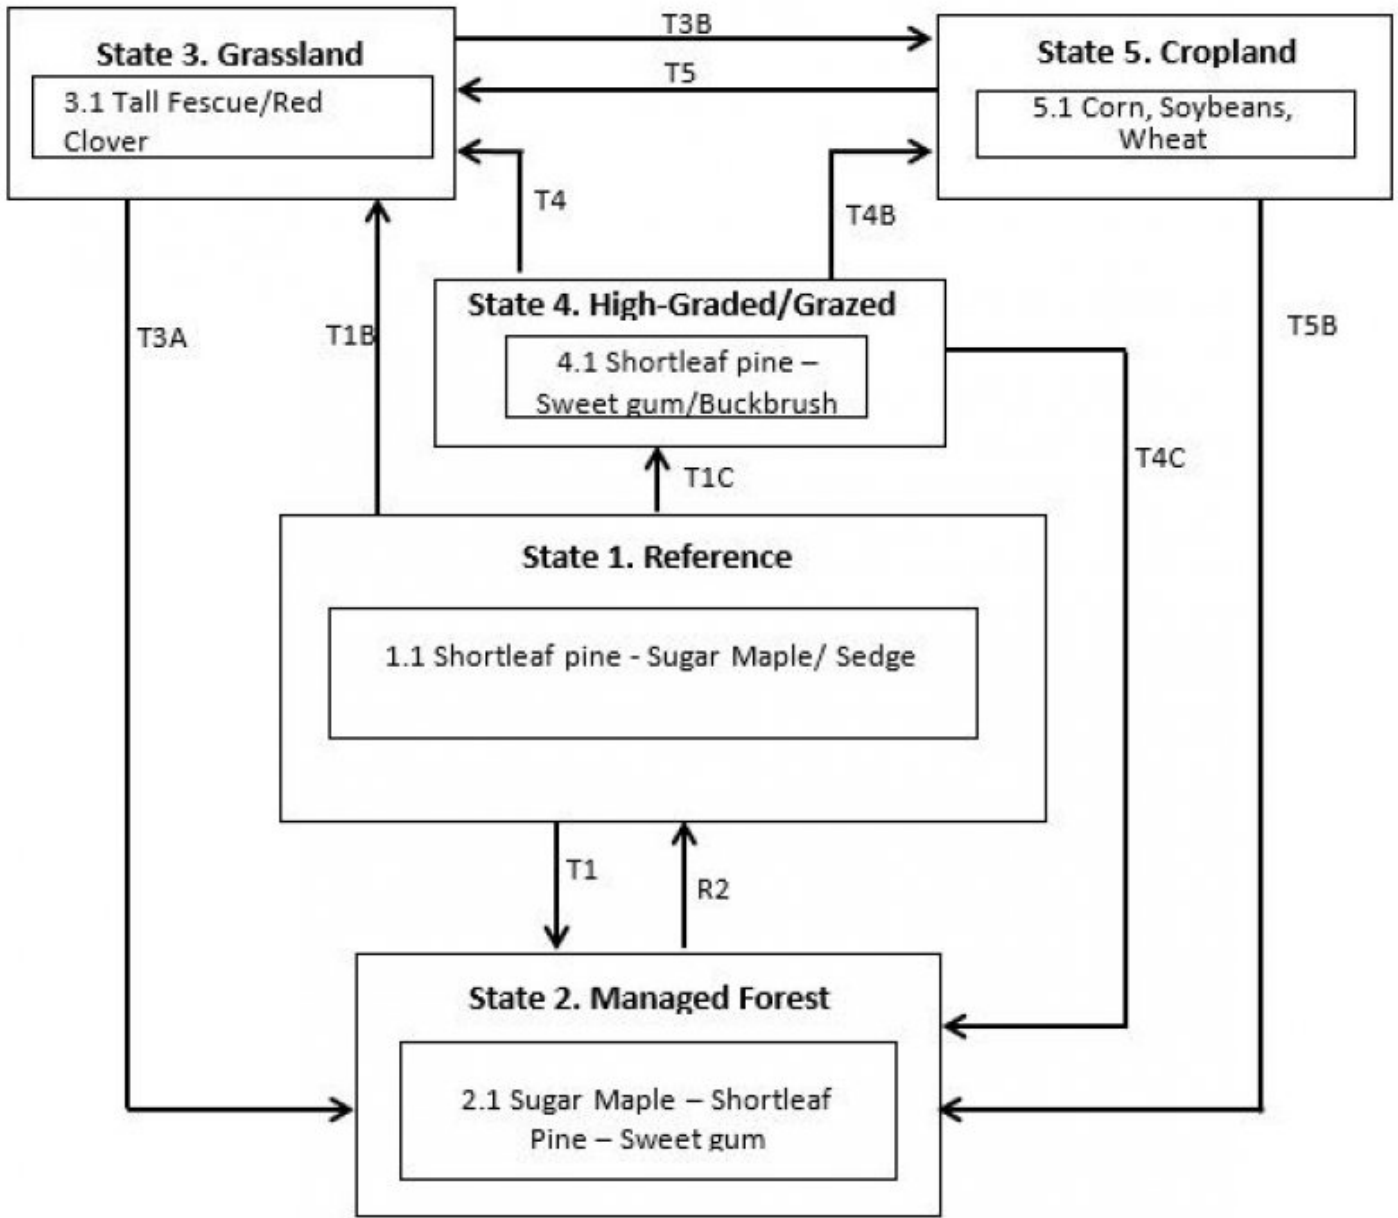 T3B
State 3. Grassland
3.1 Tall Fescue/Red
Clover
T5
State 5. Cropland
5.1 Corn, Soybeans,
Wheat
T4
T4B
State 4. High-Graded/Grazed
4.1 Shortleaf pine –
Sweet gum/Buckbrush
T3A
T1B
T5B
T4C
T1C
State 1. Reference
1.1 Shortleaf pine - Sugar Maple/ Sedge
T1
R2
State 2. Managed Forest
2.1 Sugar Maple – Shortleaf
Pine – Sweet gum